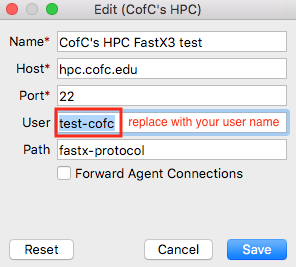 Edit (CofC's HPC)
Name* CofC's HPC FastX3 test
Host* hpc.cofc.edu
Port* 22
User test-cofc replace with your user name
Path fastx-protocol
Forward Agent Connections
Reset Cancel Save